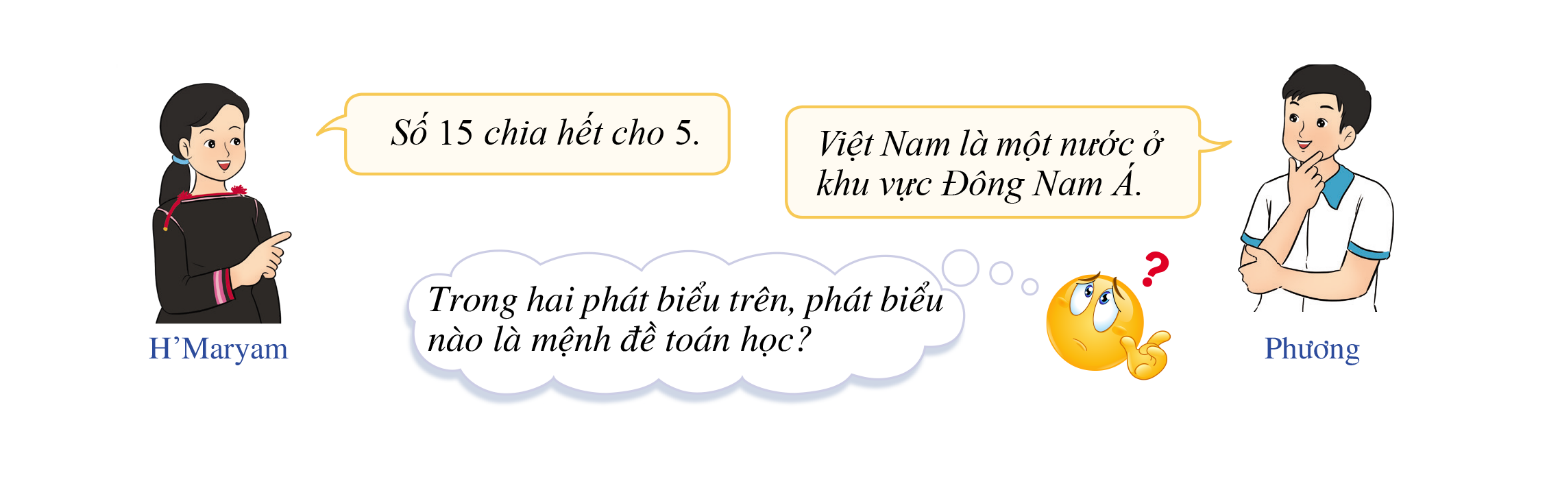 Số 15 chia hết cho 5.
Việt Nam là một nước ở
khu vực Đông Nam Á.
Trong hai phát biểu trên, phát biểu
nào là mệnh đề toán học?
?
H’Maryam
Phương